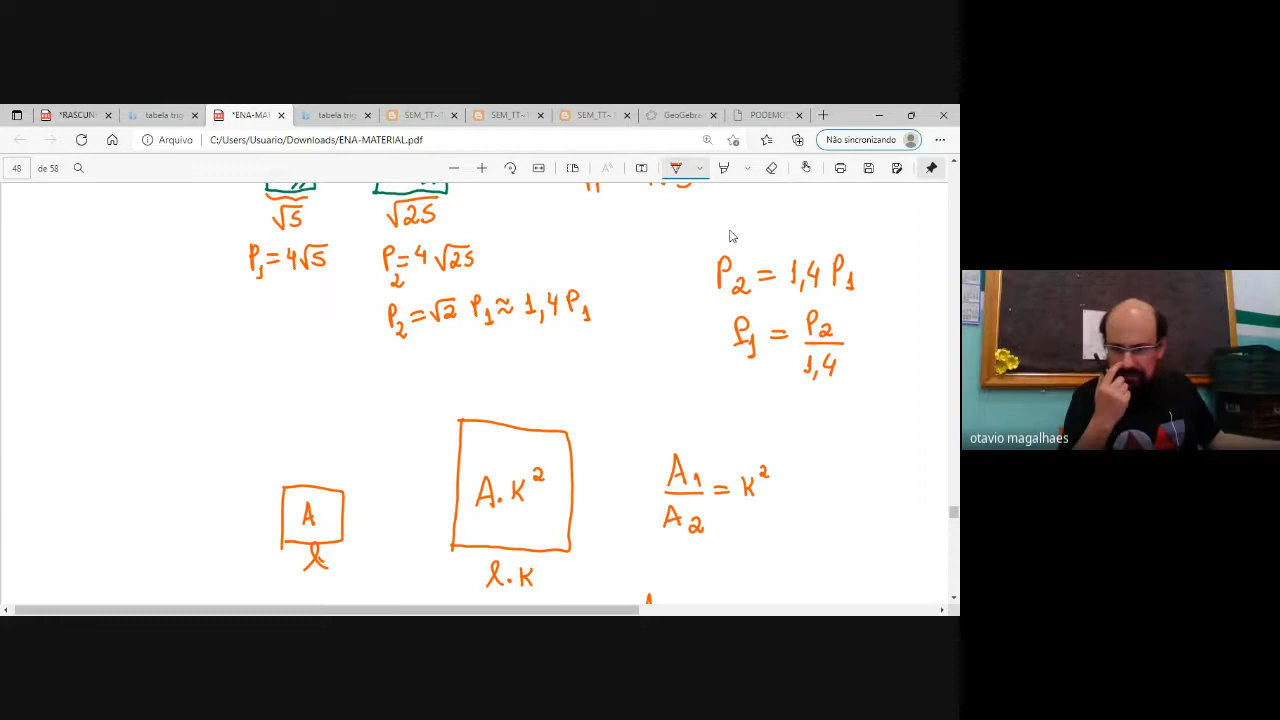 *RASCUN
tabela trig
*ENA-MAT
tabela trig
SEM_TT-
SEM_TT-
SEM_TT-
GeoGebra
PODEMOS
Arquivo
C:/Users/Usuario/Downloads/ENA-MATERIAL.pdf
Não sincronizando
48 de 58
√5
√25
P₁ = 4√5
P₂ = 4√25
P₂ = √2 P₁ ≈ 1,4 P₁
P₂ = 1,4 P₁
P₁ = P₂/1,4
A
l
A.K²
l.K
A₁/A₂ = K²
otavio magalhaes